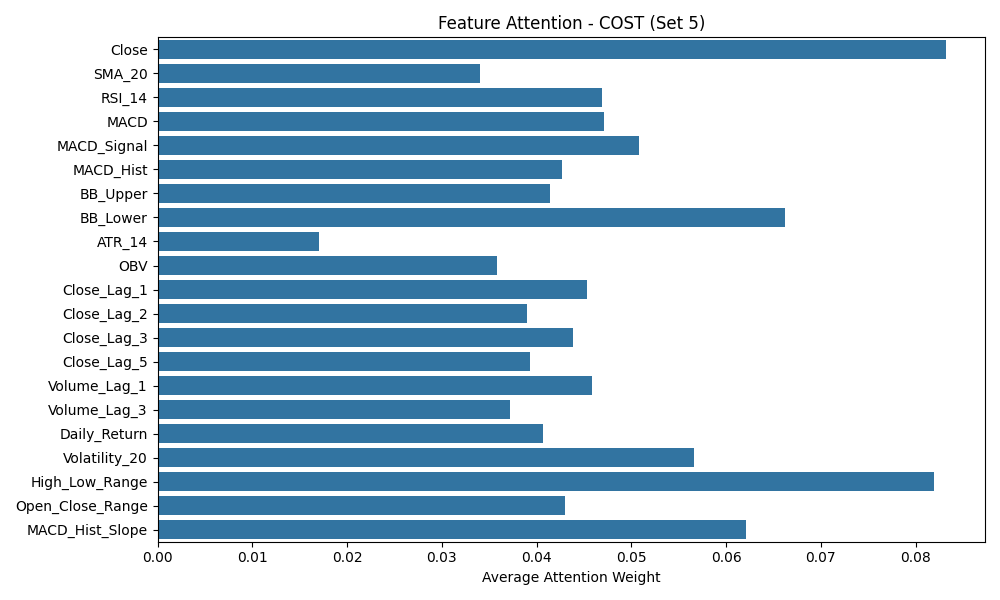 Feature Attention - COST (Set 5)
Close
SMA_20
RSI_14
MACD
MACD_Signal
MACD_Hist
BB_Upper
BB_Lower
ATR_14
OBV
Close_Lag_1
Close_Lag_2
Close_Lag_3
Close_Lag_5
Volume_Lag_1
Volume_Lag_3
Daily_Return
Volatility_20
High_Low_Range
Open_Close_Range
MACD_Hist_Slope
0.00 0.01 0.02 0.03 0.04 0.05 0.06 0.07 0.08
Average Attention Weight